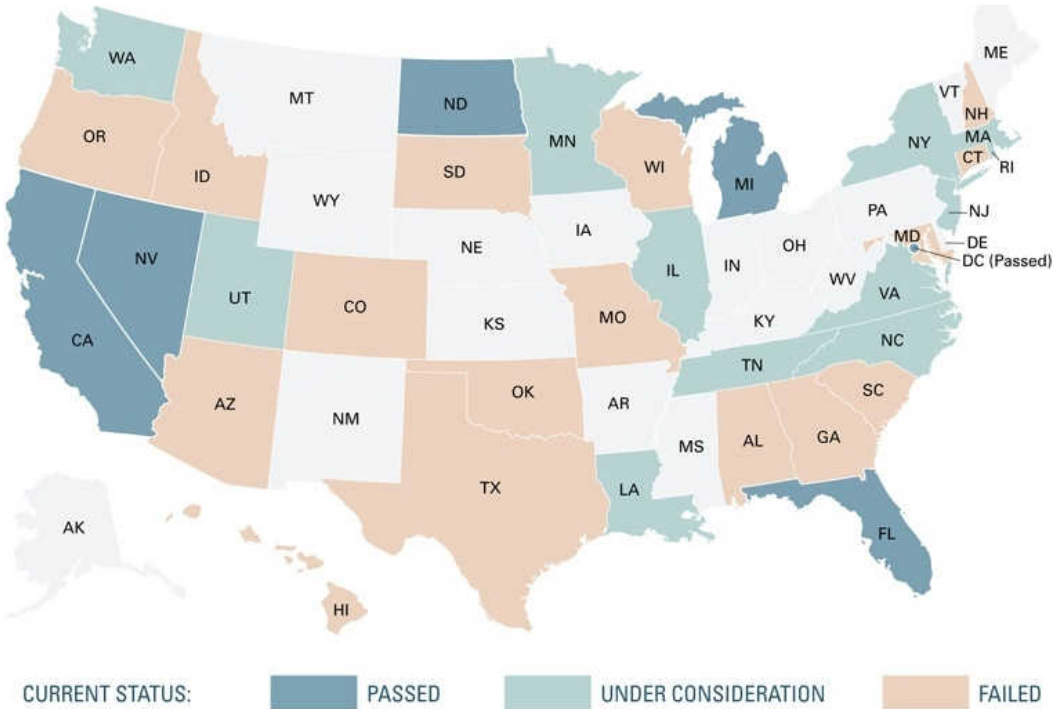 WA
ME
MT
VT
ND
NH
OR
MN
NY
MA
CT
RI
ID
SD
WI
MI
WY
PA
NJ
IA
NE
OH
MD
DE
DC (Passed)
NV
IL
IN
WV
UT
VA
CO
KS
MO
KY
CA
NC
TN
OK
SC
AZ
AR
NM
MS
AL
GA
TX
LA
AK
FL
HI
CURRENT STATUS: PASSED UNDER CONSIDERATION FAILED